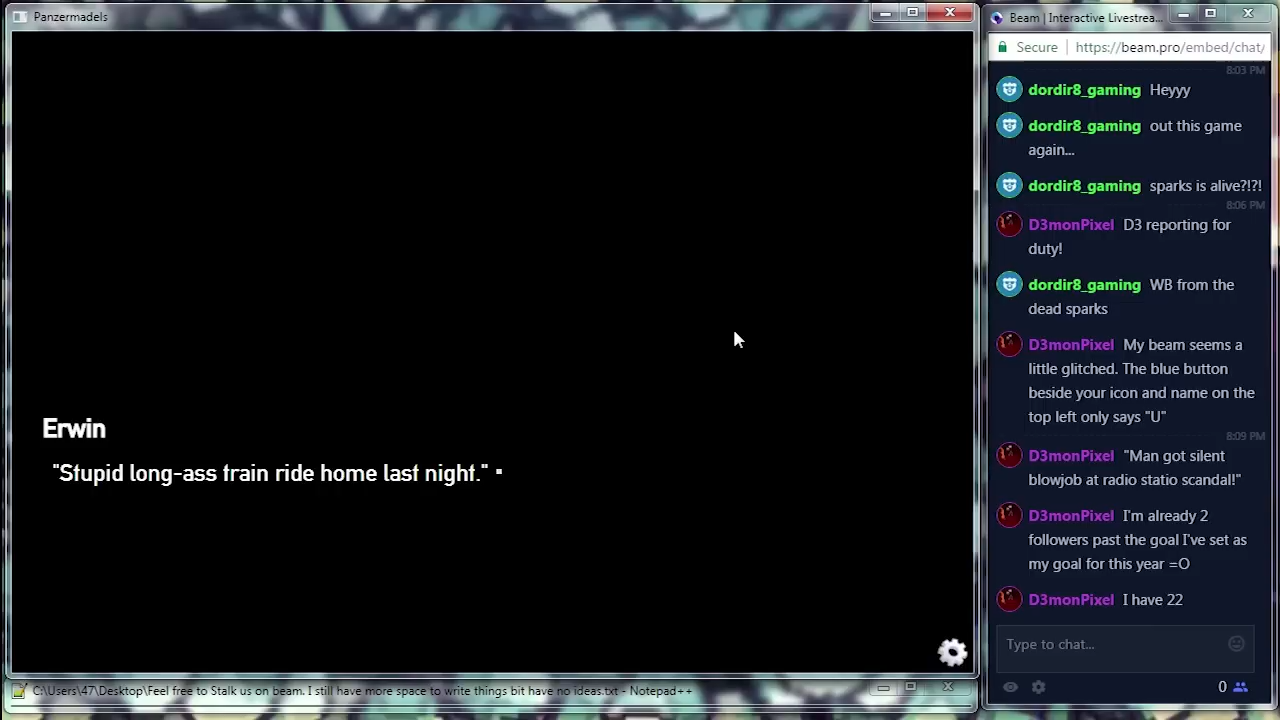 Panzermadels
Erwin
"Stupid long-ass train ride home last night."
C:\Users\47\Desktop\Feel free to Stalk us on beam. I still have more space to write things bit have no ideas.txt - Notepad++
Beam | Interactive Livestrea...
Secure | https://beam.pro/embed/chat/
8:03 PM
dordir8_gaming Heyyy
dordir8_gaming out this game
again...
dordir8_gaming sparks is alive?!?!
8:06 PM
D3monPixel D3 reporting for
duty!
dordir8_gaming WB from the
dead sparks
D3monPixel My beam seems a
little glitched. The blue button
beside your icon and name on the
top left only says "U"
8:09 PM
D3monPixel "Man got silent
blowjob at radio statio scandal!"
D3monPixel I'm already 2
followers past the goal I've set as
my goal for this year =O
D3monPixel I have 22
Type to chat...
0